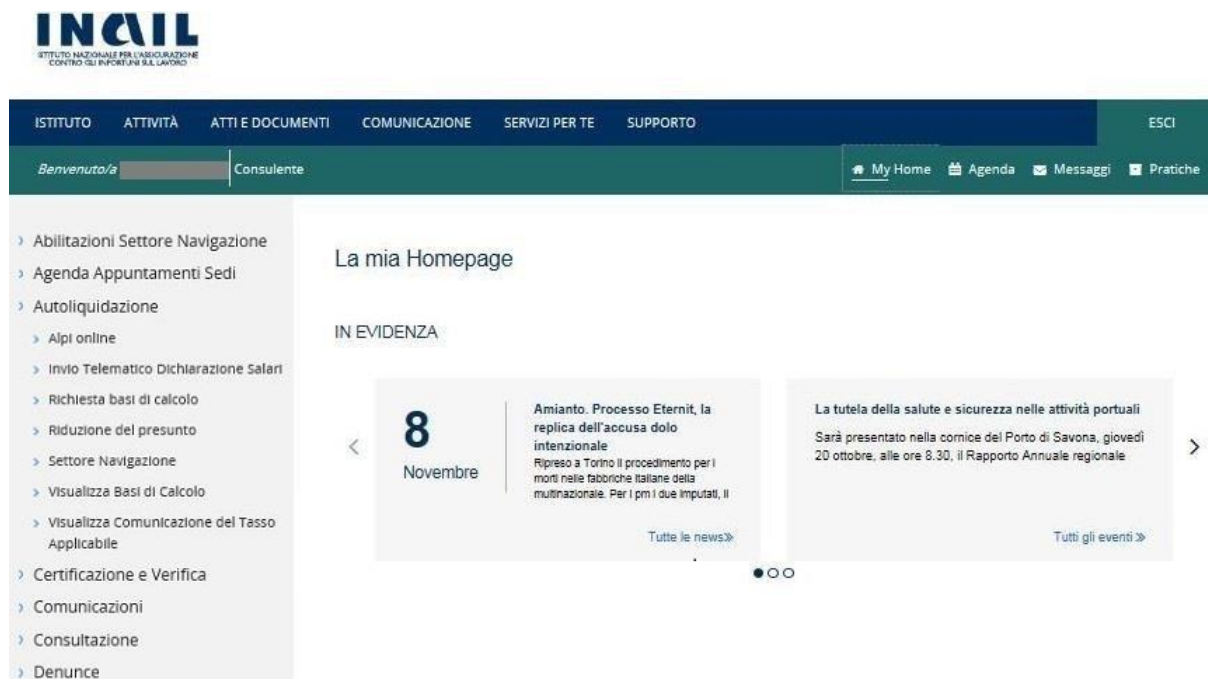 INAIL
ISTITUTO NAZIONALE PER L'ASSICURAZIONE
CONTRO GLI INFORTUNI SUL LAVORO
ISTITUTO ATTIVITÀ ATTI E DOCUMENTI COMUNICAZIONE SERVIZI PER TE SUPPORTO ESCI
Benvenuto/a Consulente My Home Agenda Messaggi Pratiche
Abilitazioni Settore Navigazione
Agenda Appuntamenti Sedi
Autoliquidazione
Alpi online
Invio Telematico Dichiarazione Salari
Richiesta basi di calcolo
Riduzione del presunto
Settore Navigazione
Visualizza Basi di Calcolo
Visualizza Comunicazione del Tasso
Applicabile
Certificazione e Verifica
Comunicazioni
Consultazione
Denunce
La mia Homepage
IN EVIDENZA
8
Novembre
Amianto. Processo Eternit, la
replica dell'accusa dolo
intenzionale
Ripreso a Torino il procedimento per i
morti nelle fabbriche italiane della
multinazionale. Per i pm i due imputati, il
Tutte le news
La tutela della salute e sicurezza nelle attività portuali
Sarà presentato nella cornice del Porto di Savona, giovedì
20 ottobre, alle ore 8.30, il Rapporto Annuale regionale
Tutti gli eventi